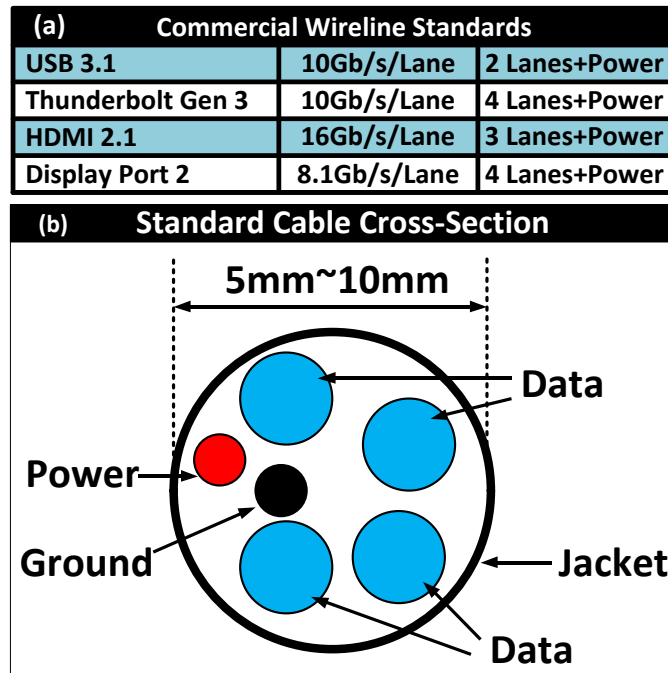 (a) Commercial Wireline Standards
USB 3.1 10Gb/s/Lane 2 Lanes+Power
Thunderbolt Gen 3 10Gb/s/Lane 4 Lanes+Power
HDMI 2.1 16Gb/s/Lane 3 Lanes+Power
Display Port 2 8.1Gb/s/Lane 4 Lanes+Power
(b) Standard Cable Cross-Section
5mm~10mm
Data
Power
Ground
Jacket
Data